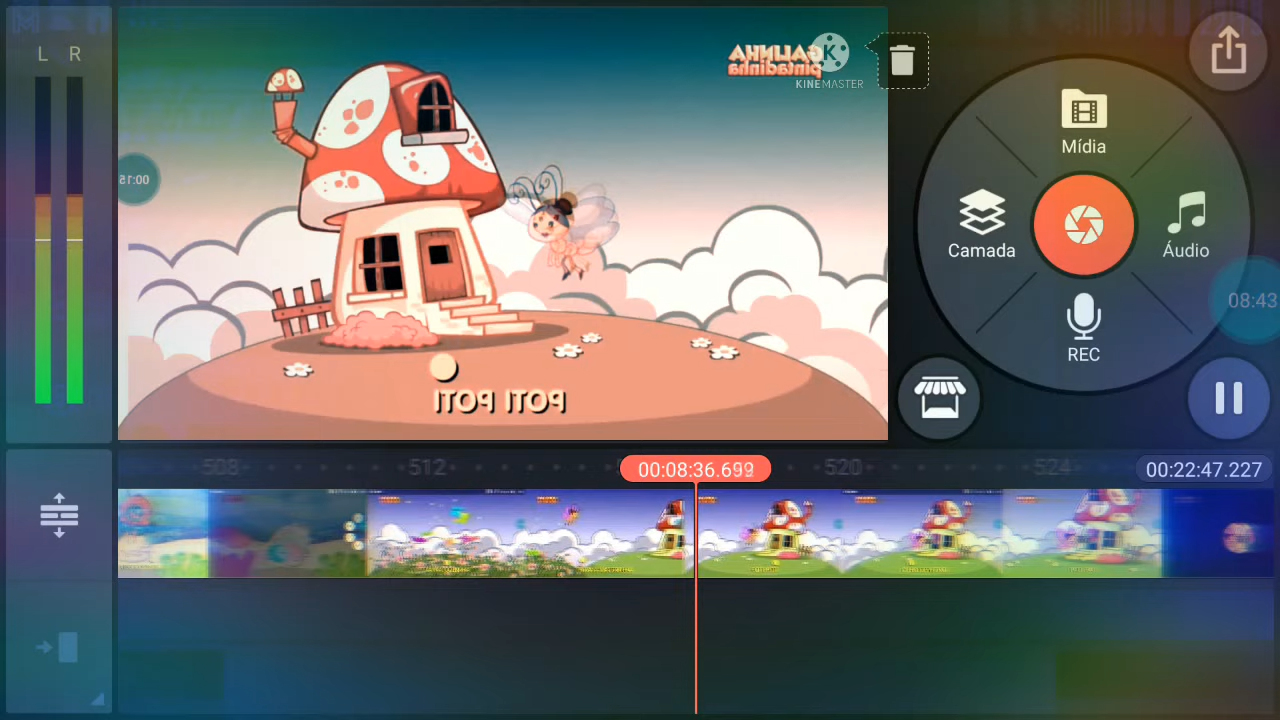 L R
GALINHA
pintadinha
KINEMASTER
00:15
Mídia
Camada
Áudio
08:43
REC
POTI POTI
508
512
00:08:36.699
520
524
00:22:47.227